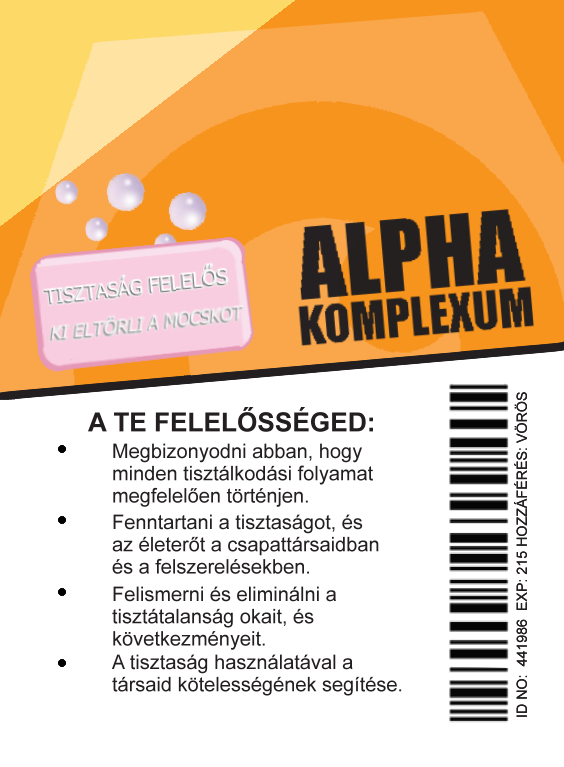 TISZTASÁG FELELŐS
KI ELTÖRLI A MOCSKOT
ALPHA
KOMPLEXUM
A TE FELELŐSSÉGED:
• Megbizonyodni abban, hogy
minden tisztálkodási folyamat
megfelelően történjen.
• Fenntartani a tisztaságot, és
az életerőt a csapattársaidban
és a felszerelésekben.
• Felismerni és eliminálni a
tisztátalanság okait, és
következményeit.
• A tisztaság használatával a
társaid kötelességének segítése.
ID NO: 441986 EXP: 215 HOZZÁFÉRÉS: VÖRÖS